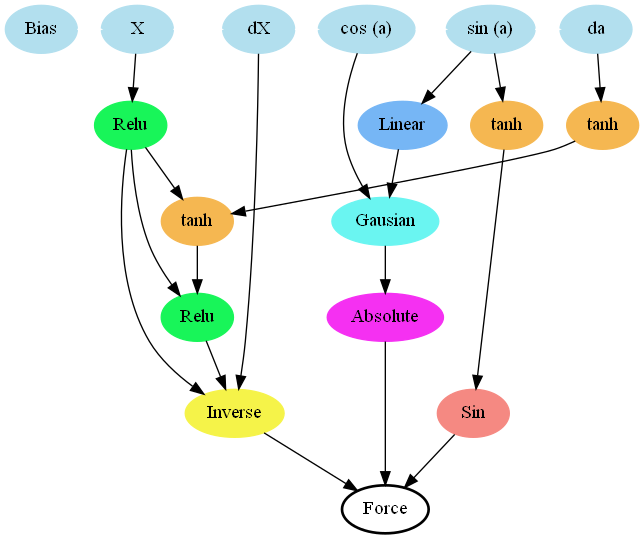 Bias
X
dX
cos (a)
sin (a)
da
Relu
Linear
tanh
tanh
tanh
Gausian
Relu
Absolute
Inverse
Sin
Force